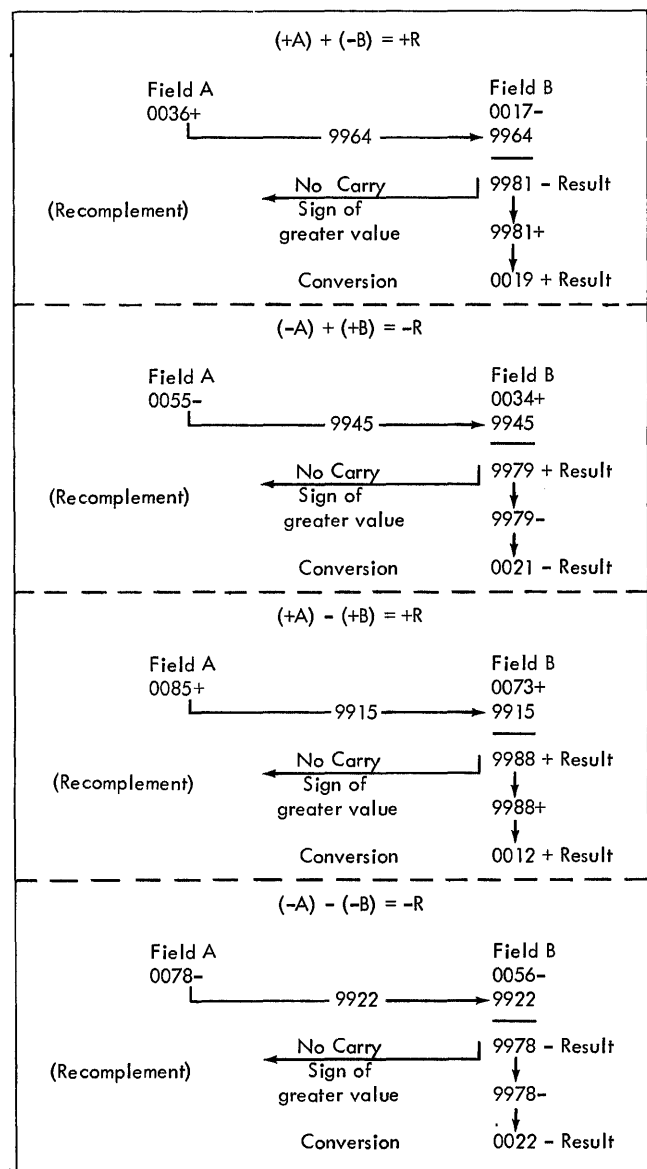 (+A) + (-B) = +R
Field A Field B
0036+ 0017-
9964 9964
No Carry 9981 - Result
(Recomplement) Sign of
greater value 9981+
Conversion 0019 + Result
(-A) + (+B) = -R
Field A Field B
0055- 0034+
9945 9945
No Carry 9979 + Result
(Recomplement) Sign of
greater value 9979-
Conversion 0021 - Result
(+A) - (+B) = +R
Field A Field B
0085+ 0073+
9915 9915
No Carry 9988 + Result
(Recomplement) Sign of
greater value 9988+
Conversion 0012 + Result
(-A) - (-B) = -R
Field A Field B
0078- 0056-
9922 9922
No Carry 9978 - Result
(Recomplement) Sign of
greater value 9978-
Conversion 0022 - Result